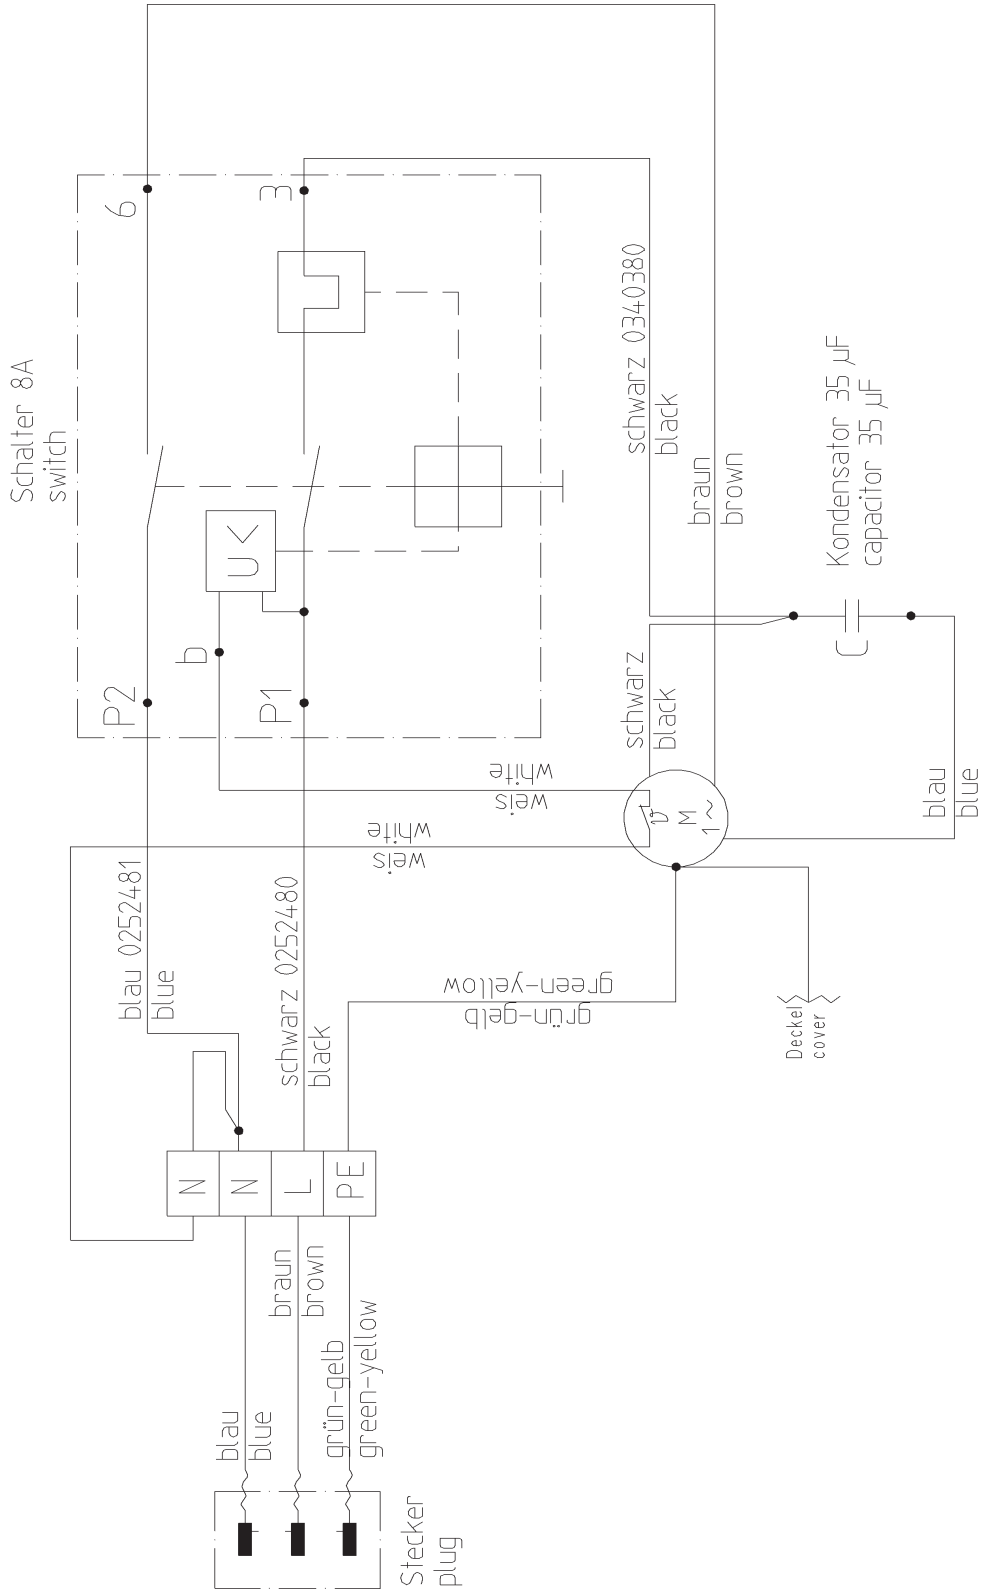 Schalter 8A
switch
6
3
U<
b
P2
P1
schwarz 0340380
black
braun
brown
Kondensator 35 µF
capacitor 35 µF
C
schwarz
black
blau
blue
weis
white
weis
white
ϑ
M
1~
blau 0252481
blue
schwarz 0252480
black
grün-gelb
green-yellow
Deckel
cover
N
N
L
PE
blau
blue
braun
brown
grün-gelb
green-yellow
Stecker
plug